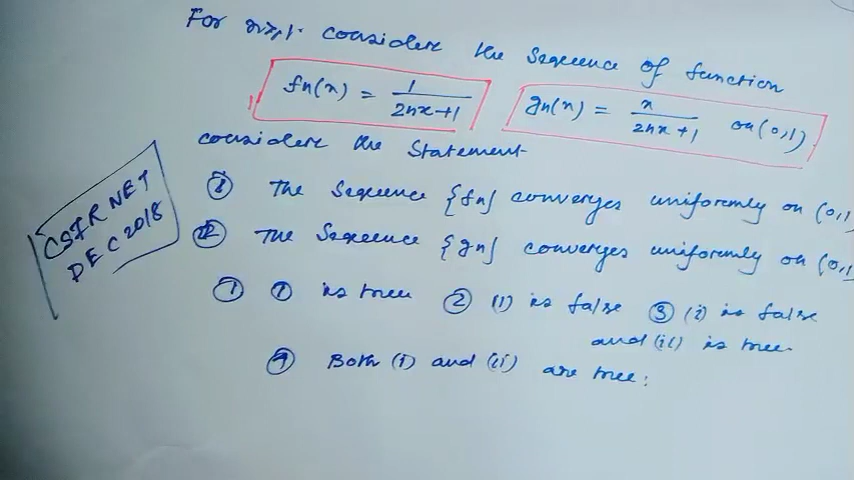 For n≥1. consider the Sequence of function
fn(x) = 1/(2nx+1) gn(x) = x/(2nx+1) on (0,1)
consider the Statement
(i) The Sequence {fn} converges uniformly on (0,1
(ii) The Sequence {gn} converges uniformly on (0,1
① (i) is true ② (i) is false ③ (i) is false
and (ii) is true.
④ Both (i) and (ii) are true:
CSIR NET
DEC 2018